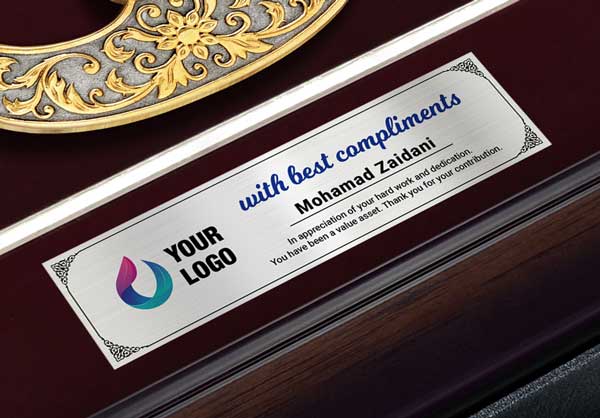 YOUR
LOGO
with best compliments
Mohamad Zaidani
In appreciation of your hard work and dedication.
You have been a value asset. Thank you for your contribution.